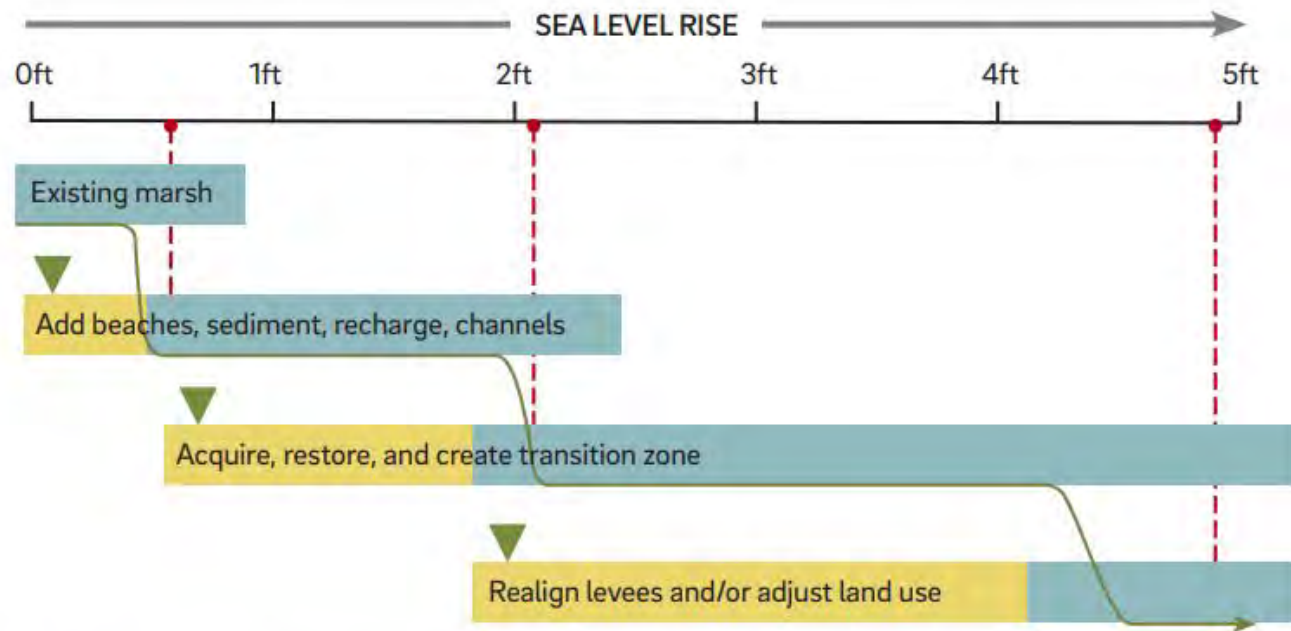 SEA LEVEL RISE
0ft 1ft 2ft 3ft 4ft 5ft
Existing marsh
Add beaches, sediment, recharge, channels
Acquire, restore, and create transition zone
Realign levees and/or adjust land use